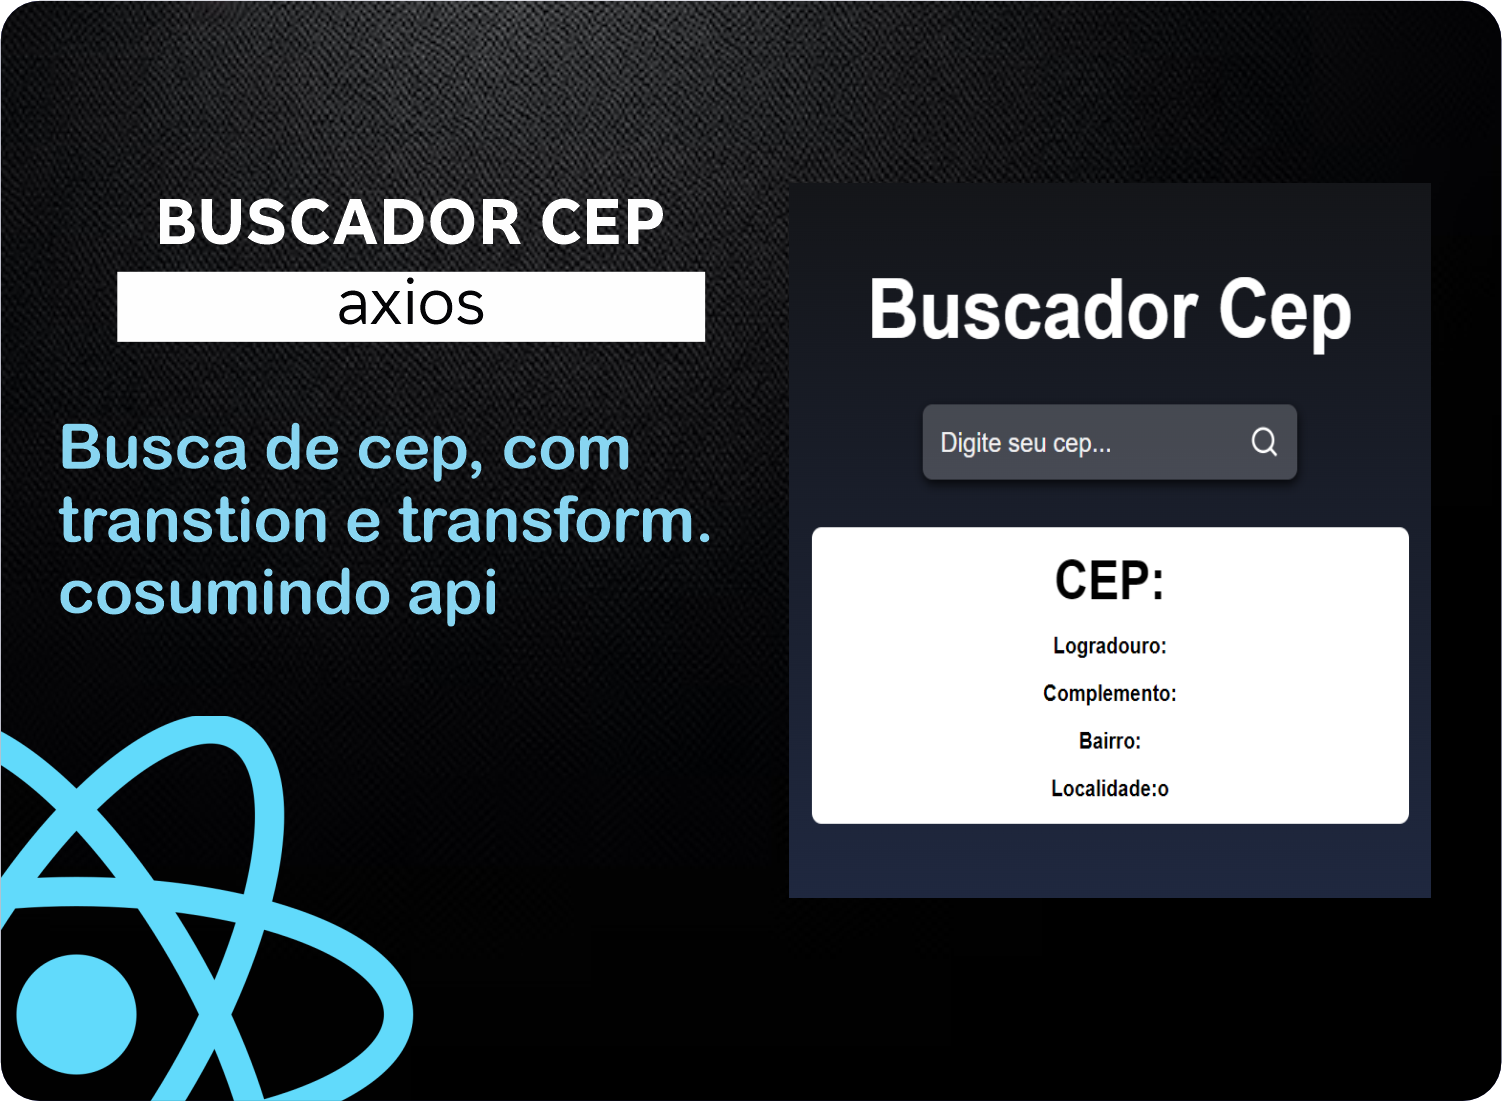 BUSCADOR CEP
axios
Busca de cep, com
transtion e transform.
cosumindo api
Buscador Cep
Digite seu cep...
CEP:
Logradouro:
Complemento:
Bairro:
Localidade:o